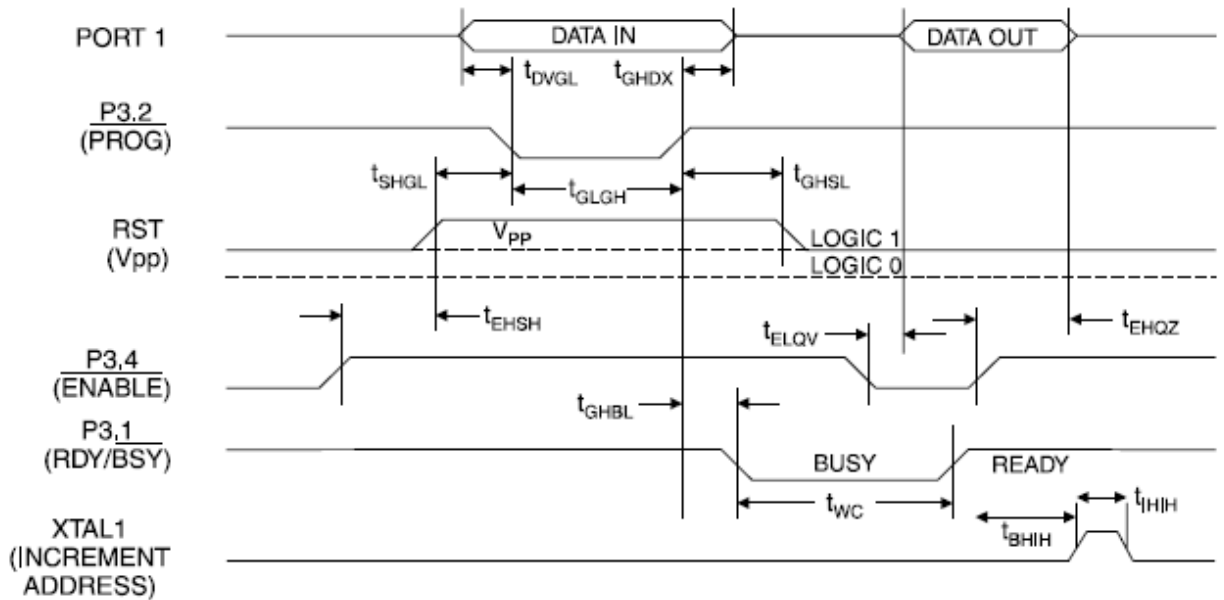 PORT 1
DATA IN
DATA OUT
tDVGL
tGHDX
P3.2
(PROG)
tSHGL
tGLGH
tGHSL
RST
(Vpp)
VPP
LOGIC 1
LOGIC 0
tEHSH
tELQV
tEHQZ
P3.4
(ENABLE)
tGHBL
P3.1
(RDY/BSY)
BUSY
READY
tWC
tIHIH
tBHIH
XTAL1
(INCREMENT
ADDRESS)